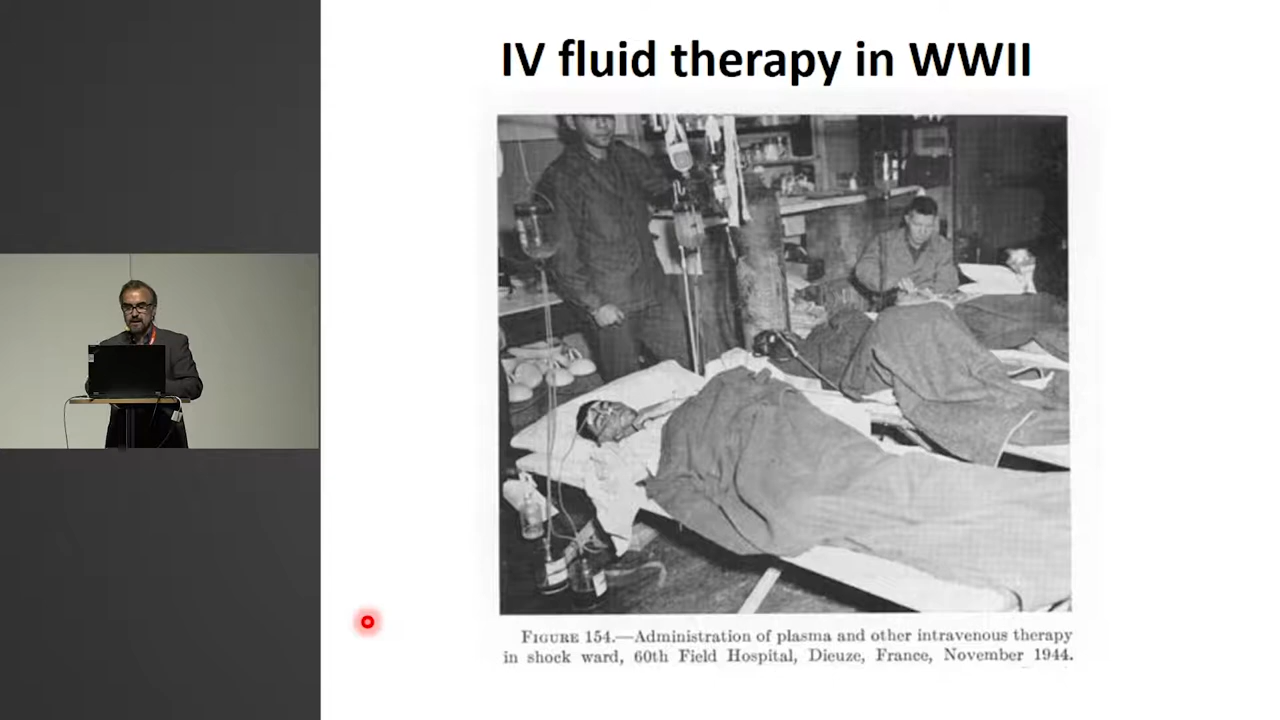 IV fluid therapy in WWII
FIGURE 154.—Administration of plasma and other intravenous therapy
in shock ward, 60th Field Hospital, Dieuze, France, November 1944.